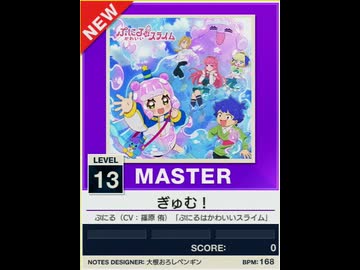 NEW
ぷにるは
かわいいスライム
LEVEL
13
MASTER
ぎゅむ!
ぷにる(CV:篠原 侑)「ぷにるはかわいいスライム」
SCORE: 0
NOTES DESIGNER: 大根おろしペンギン BPM: 168